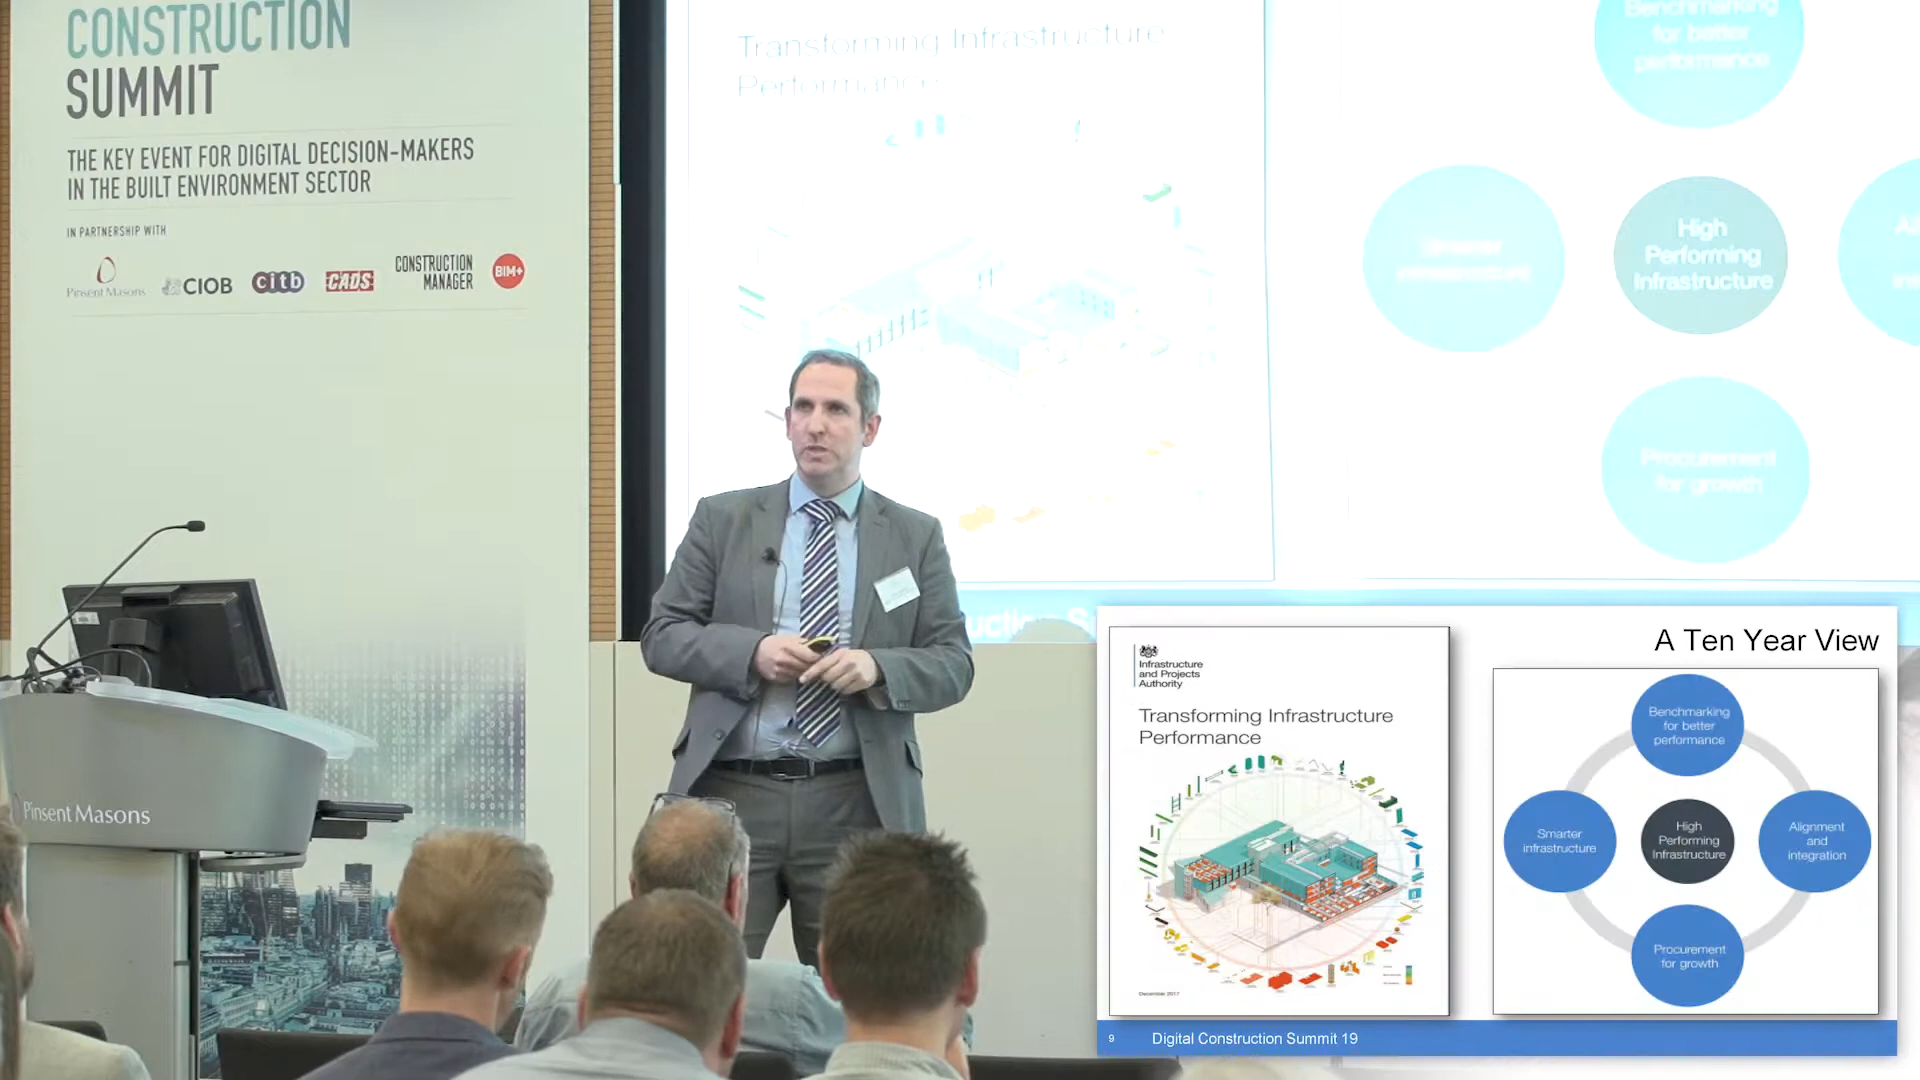 CONSTRUCTION
SUMMIT
THE KEY EVENT FOR DIGITAL DECISION-MAKERS
IN THE BUILT ENVIRONMENT SECTOR
IN PARTNERSHIP WITH
Pinsent Masons
CIOB
citb
CADS
CONSTRUCTION
MANAGER
BIM+
Transforming Infrastructure
Performance
Benchmarking
for better
performance
Smarter
infrastructure
High
Performing
Infrastructure
Procurement
for growth
Pinsent Masons
A Ten Year View
Infrastructure
and Projects
Authority
Transforming Infrastructure
Performance
December 2017
Benchmarking
for better
performance
Smarter
infrastructure
High
Performing
Infrastructure
Alignment
and
integration
Procurement
for growth
9
Digital Construction Summit 19